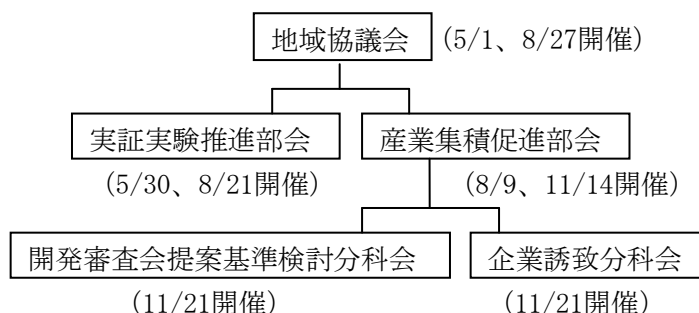 地域協議会 (5/1、8/27開催)
実証実験推進部会 産業集積促進部会
(5/30、8/21開催) (8/9、11/14開催)
開発審査会提案基準検討分科会 企業誘致分科会
(11/21開催) (11/21開催)